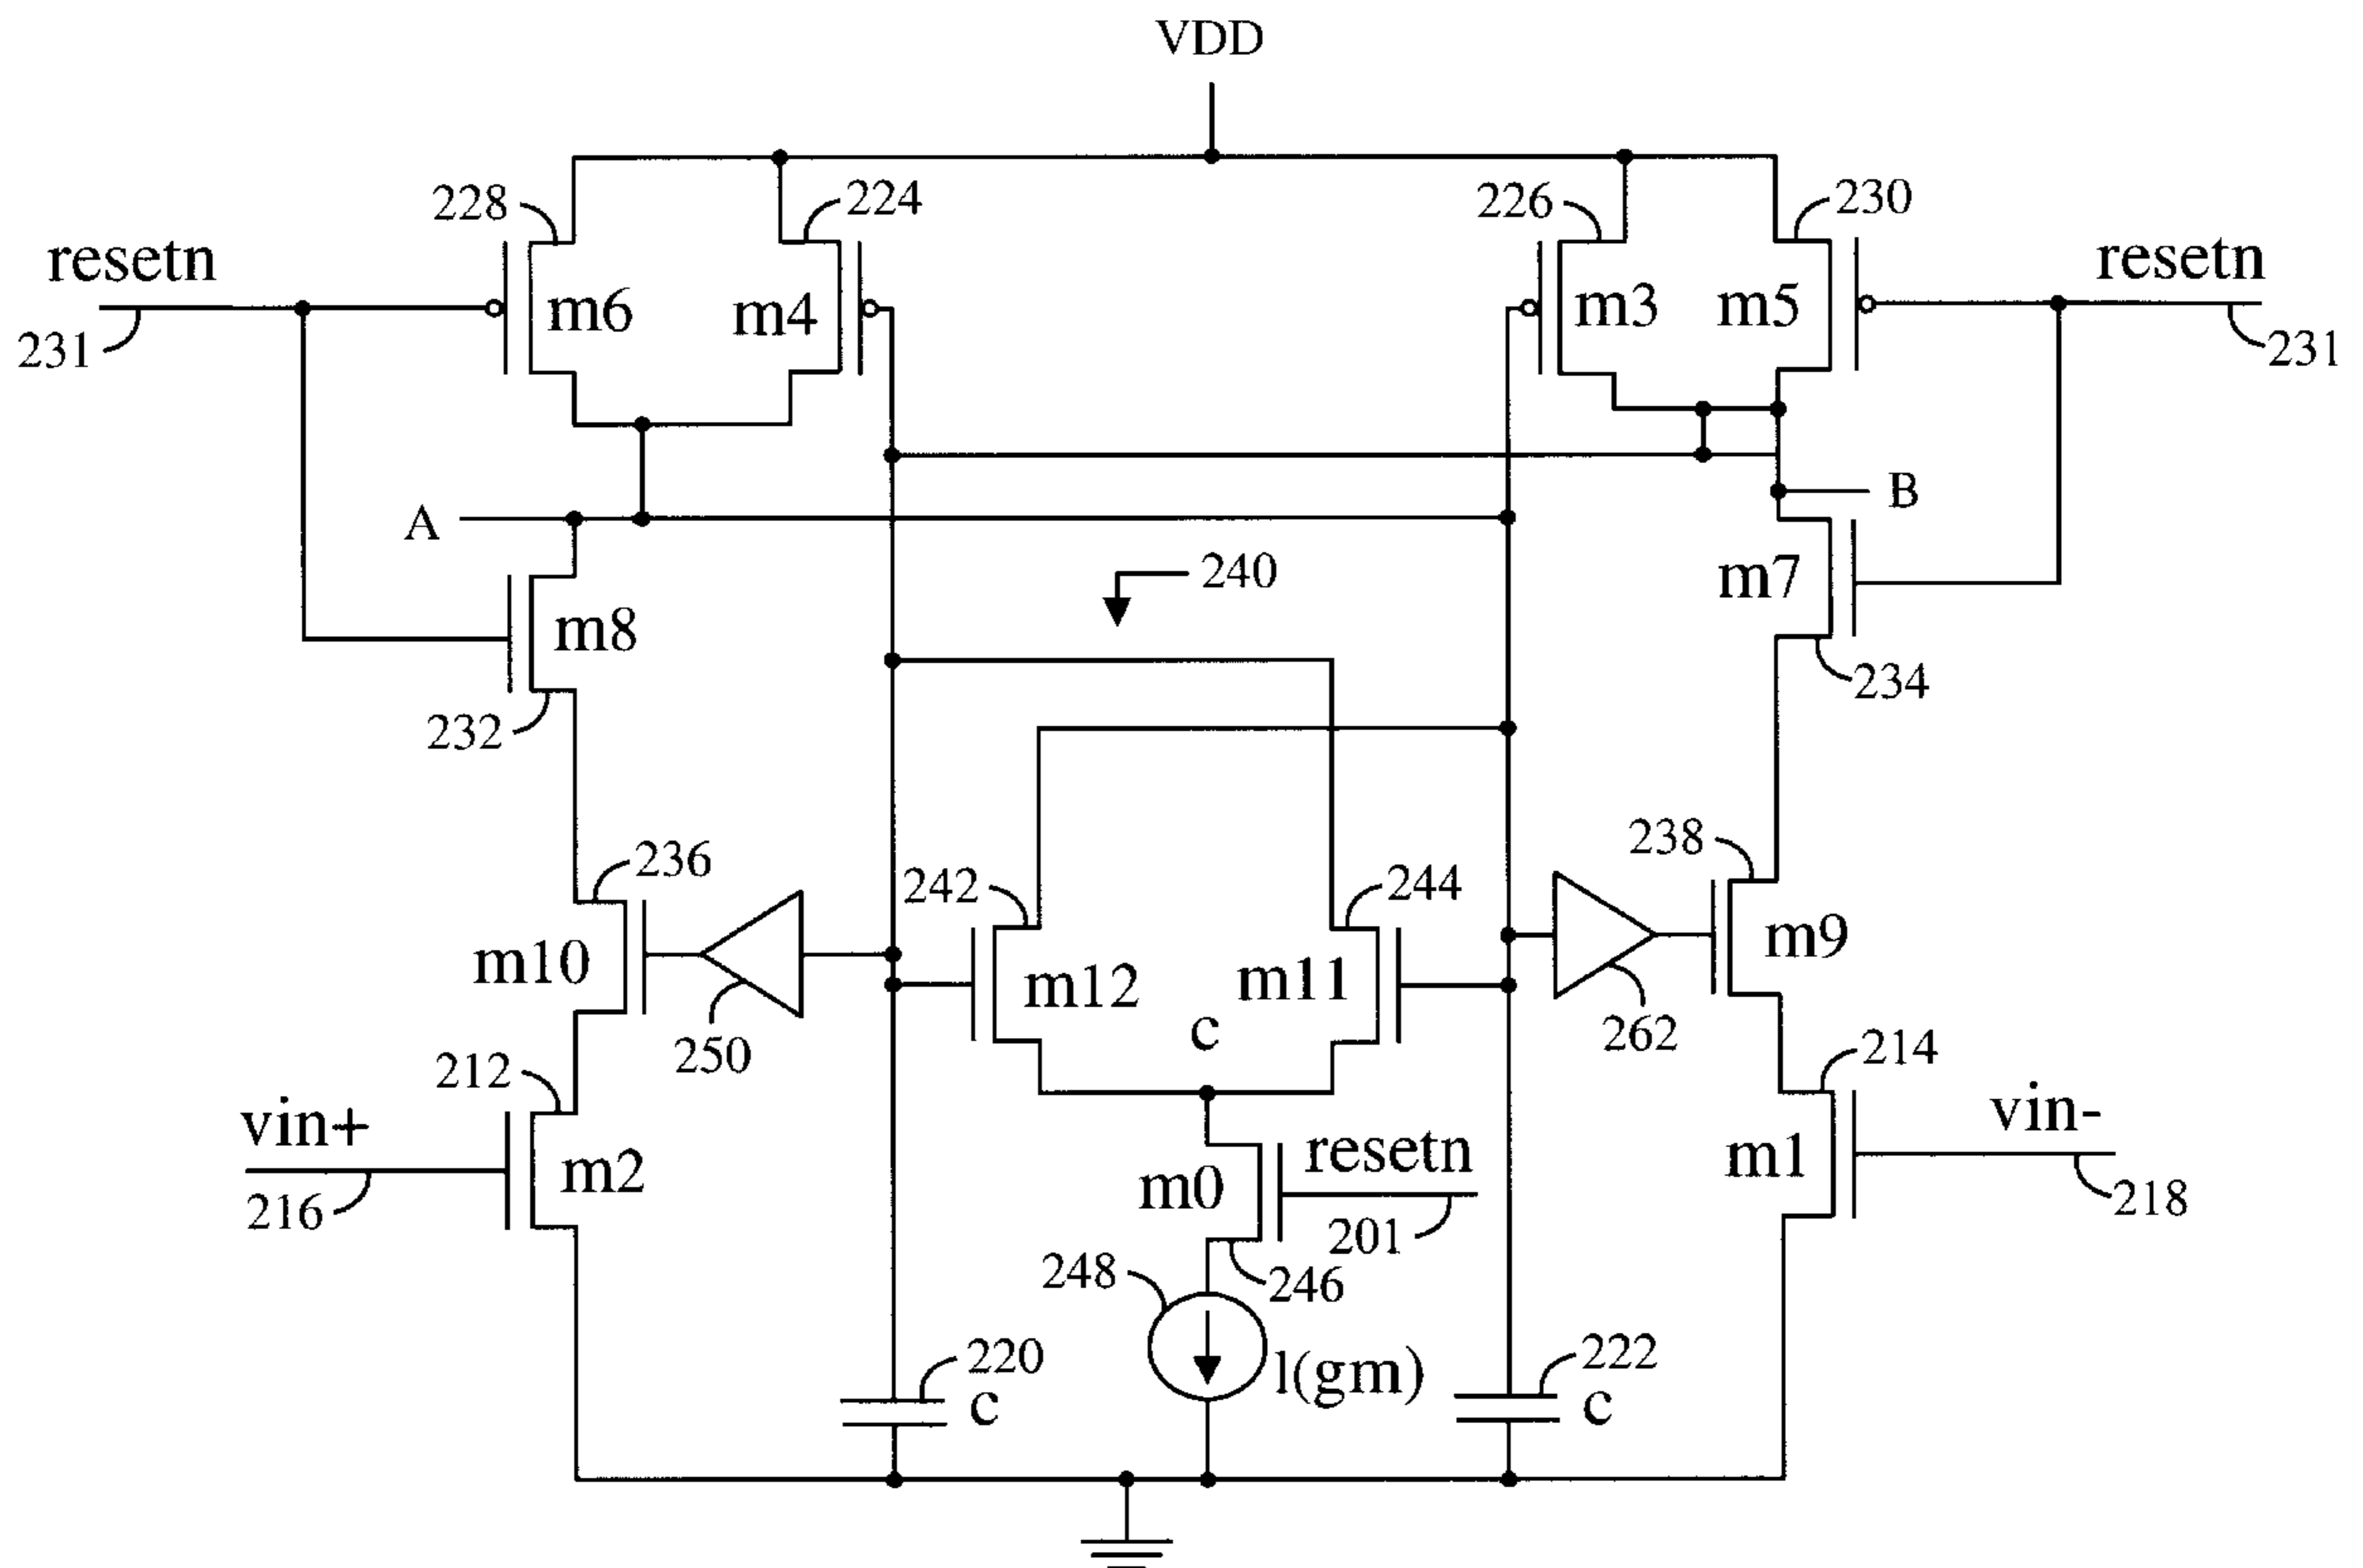 VDD
228
224
226
230
resetn
m6
m4
m3
m5
resetn
231
231
A
B
240
m8
m7
232
234
236
242
244
238
m10
m12
m11
m9
250
c
262
212
214
vin+
m2
216
m0
resetn
201
m1
vin-
218
248
246
220
c
l(gm)
222
c